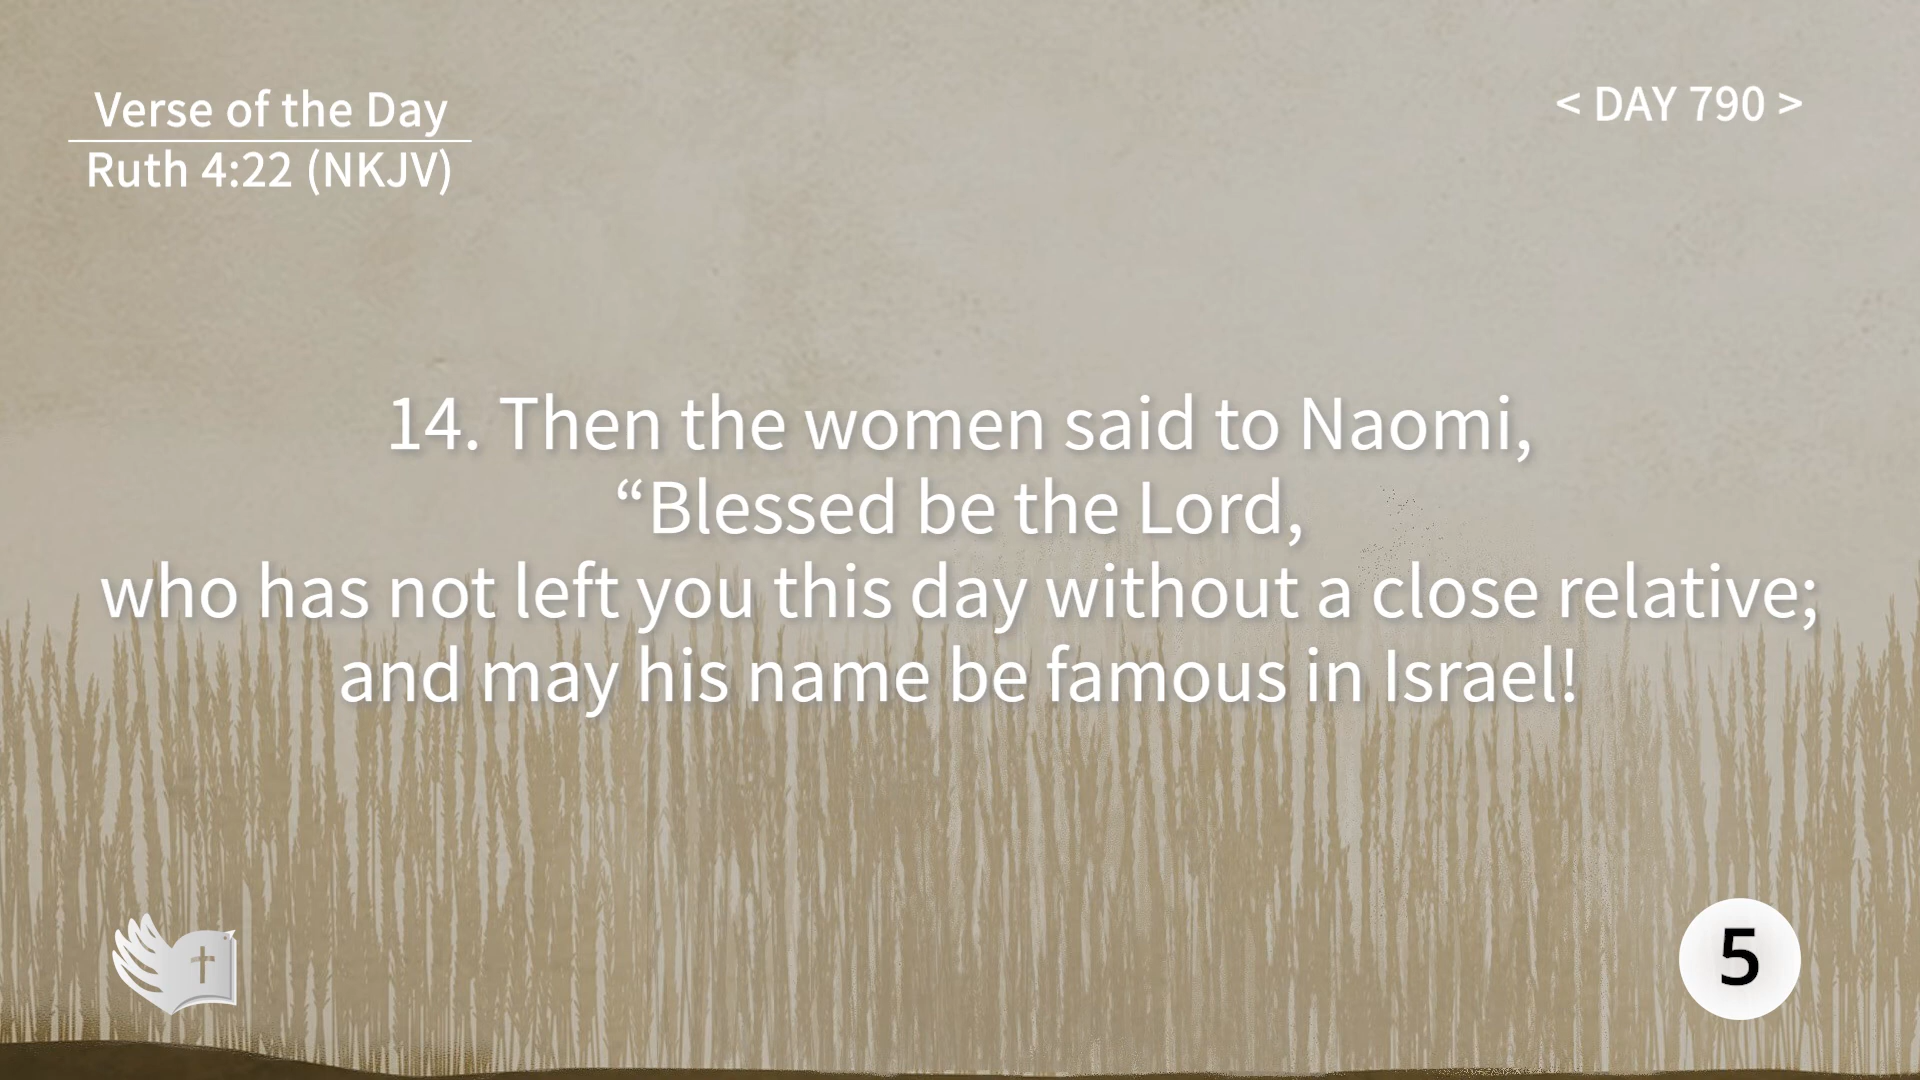 Verse of the Day
Ruth 4:22 (NKJV)
< DAY 790 >
14. Then the women said to Naomi,
“Blessed be the Lord,
who has not left you this day without a close relative;
and may his name be famous in Israel!
5